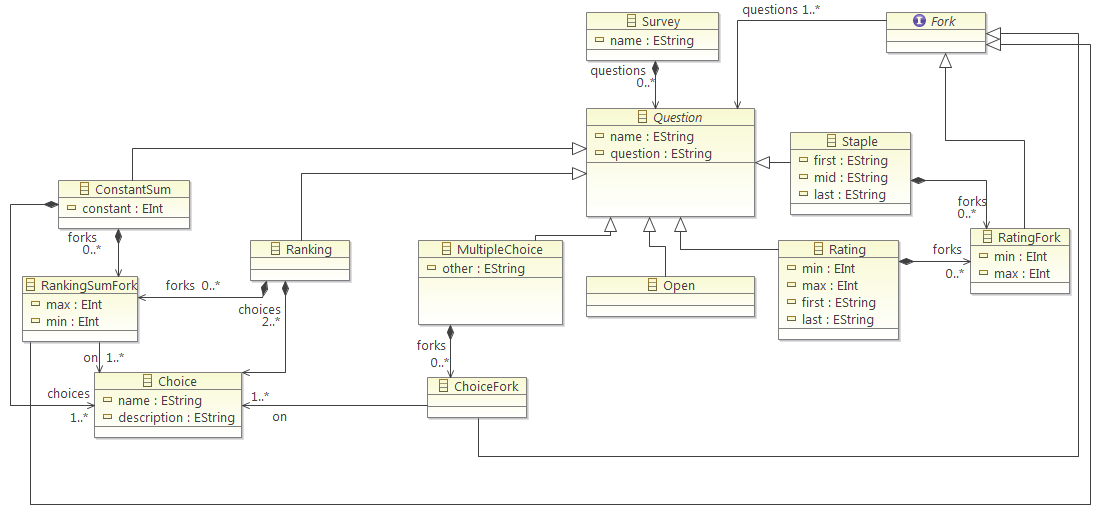 questions 1..*
Survey
name : EString
I
Fork
questions
0..*
Question
name : EString
question : EString
Staple
first : EString
mid : EString
last : EString
forks
0..*
ConstantSum
constant : EInt
forks
0..*
Ranking
MultipleChoice
other : EString
Rating
min : EInt
max : EInt
first : EString
last : EString
forks
0..*
RatingFork
min : EInt
max : EInt
RankingSumFork
max : EInt
min : EInt
forks 0..*
choices
2..*
Open
forks
0..*
on 1..*
Choice
name : EString
description : EString
choices
1..*
1..*
on
ChoiceFork